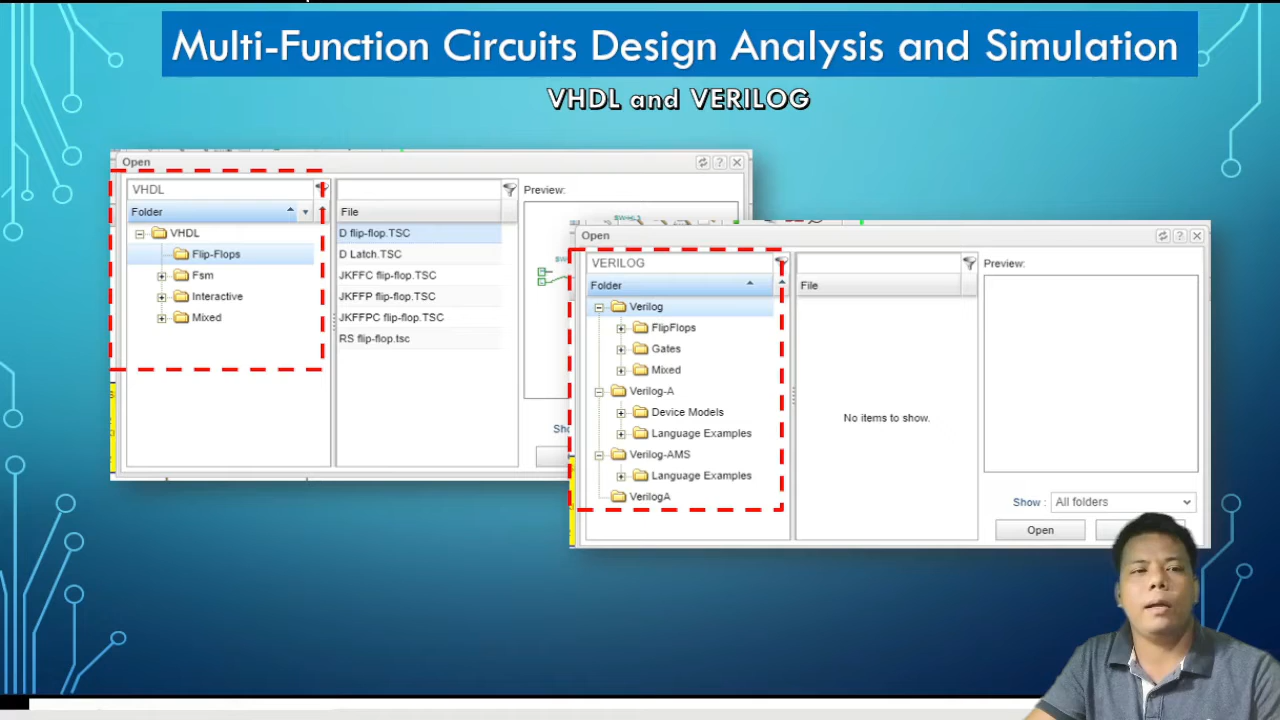 Multi-Function Circuits Design Analysis and Simulation
VHDL and VERILOG
Open
VHDL
Folder
VHDL
Flip-Flops
Fsm
Interactive
Mixed
File
D flip-flop.TSC
D Latch.TSC
JKFFC flip-flop.TSC
JKFFP flip-flop.TSC
JKFFPC flip-flop.TSC
RS flip-flop.tsc
Preview:
Open
VERILOG
Folder
Verilog
FlipFlops
Gates
Mixed
Verilog-A
Device Models
Language Examples
Verilog-AMS
Language Examples
VerilogA
File
No items to show.
Preview:
Show : All folders
Open